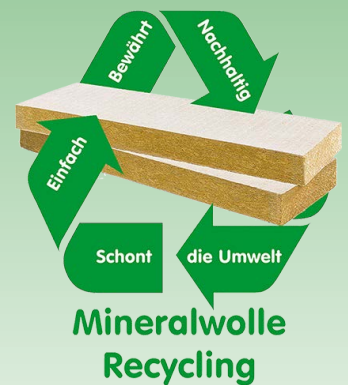 Bewährt
Nachhaltig
Einfach
Schont die Umwelt
Mineralwolle
Recycling